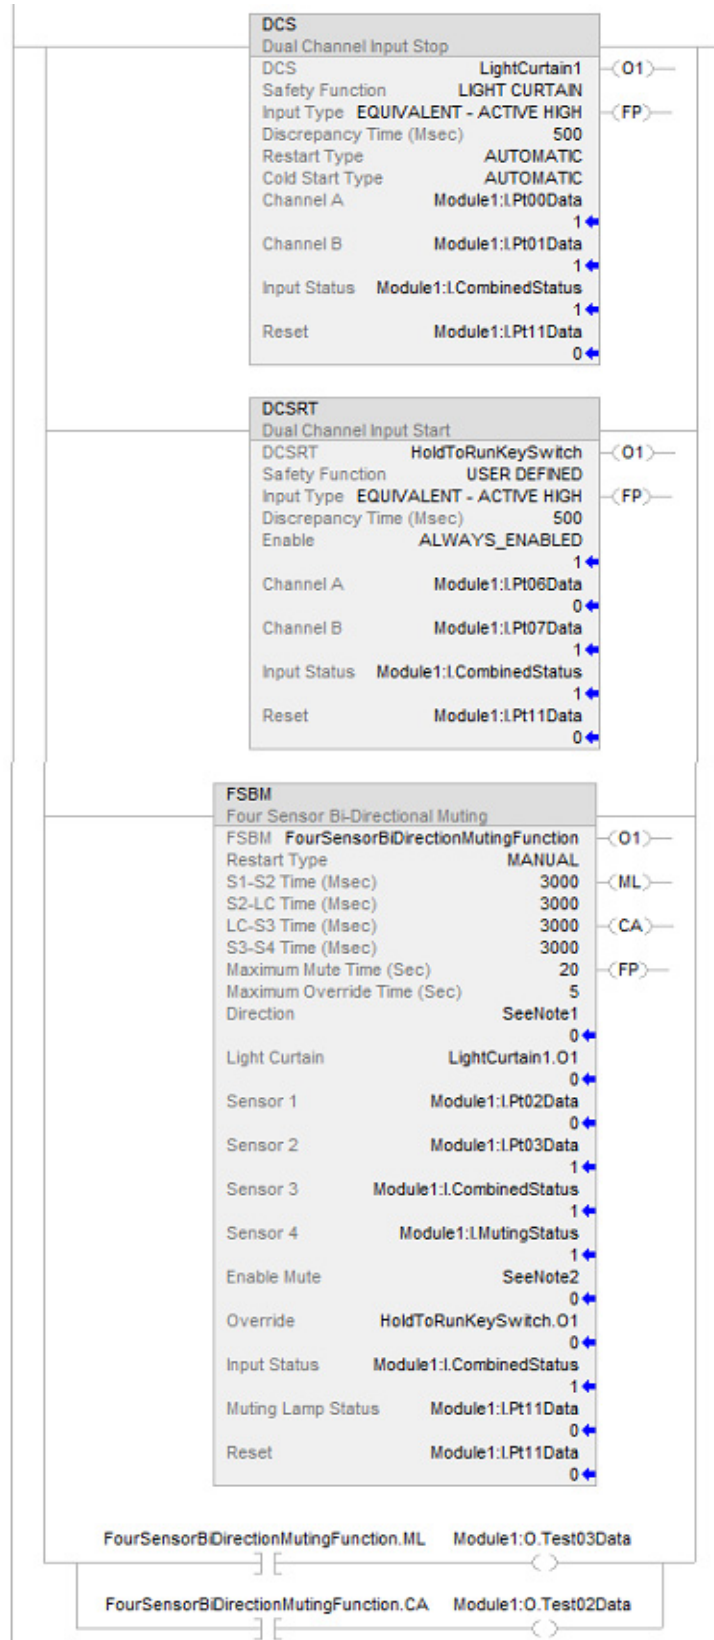 DCS
Dual Channel Input Stop
DCS LightCurtain1 (O1)
Safety Function LIGHT CURTAIN
Input Type EQUIVALENT - ACTIVE HIGH (FP)
Discrepancy Time (Msec) 500
Restart Type AUTOMATIC
Cold Start Type AUTOMATIC
Channel A Module1:I.Pt00Data
1
Channel B Module1:I.Pt01Data
1
Input Status Module1:I.CombinedStatus
1
Reset Module1:I.Pt11Data
0
DCSRT
Dual Channel Input Start
DCSRT HoldToRunKeySwitch (O1)
Safety Function USER DEFINED
Input Type EQUIVALENT - ACTIVE HIGH (FP)
Discrepancy Time (Msec) 500
Enable ALWAYS_ENABLED
1
Channel A Module1:I.Pt06Data
0
Channel B Module1:I.Pt07Data
1
Input Status Module1:I.CombinedStatus
1
Reset Module1:I.Pt11Data
0
FSBM
Four Sensor Bi-Directional Muting
FSBM FourSensorBiDirectionMutingFunction (O1)
Restart Type MANUAL
S1-S2 Time (Msec) 3000 (ML)
S2-LC Time (Msec) 3000
LC-S3 Time (Msec) 3000 (CA)
S3-S4 Time (Msec) 3000
Maximum Mute Time (Sec) 20 (FP)
Maximum Override Time (Sec) 5
Direction SeeNote1
0
Light Curtain LightCurtain1.O1
0
Sensor 1 Module1:I.Pt02Data
0
Sensor 2 Module1:I.Pt03Data
1
Sensor 3 Module1:I.CombinedStatus
1
Sensor 4 Module1:I.MutingStatus
1
Enable Mute SeeNote2
0
Override HoldToRunKeySwitch.O1
0
Input Status Module1:I.CombinedStatus
1
Muting Lamp Status Module1:I.Pt11Data
0
Reset Module1:I.Pt11Data
0
FourSensorBiDirectionMutingFunction.ML Module1:O.Test03Data
FourSensorBiDirectionMutingFunction.CA Module1:O.Test02Data